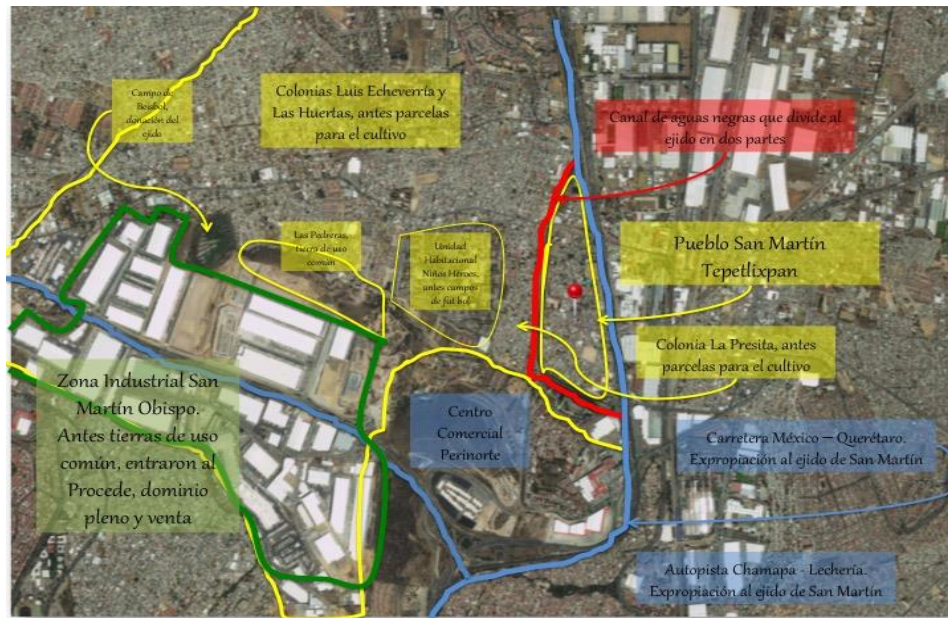 Campo de
Beisbol,
donación del
ejido
Colonias Luis Echeverría y
Las Huertas, antes parcelas
para el cultivo
Canal de aguas negras que divide al
ejido en dos partes
Las Pedreras,
tierra de uso
común
Unidad
Habitacional
Niños Héroes,
antes campos
de fútbol
Pueblo San Martín
Tepetlixpan
Colonia La Presita, antes
parcelas para el cultivo
Zona Industrial San
Martín Obispo.
Antes tierras de uso
común, entraron al
Procede, dominio
pleno y venta
Centro
Comercial
Perinorte
Carretera México – Querétaro.
Expropiación al ejido de San Martín
Autopista Chamapa - Lechería.
Expropiación al ejido de San Martín